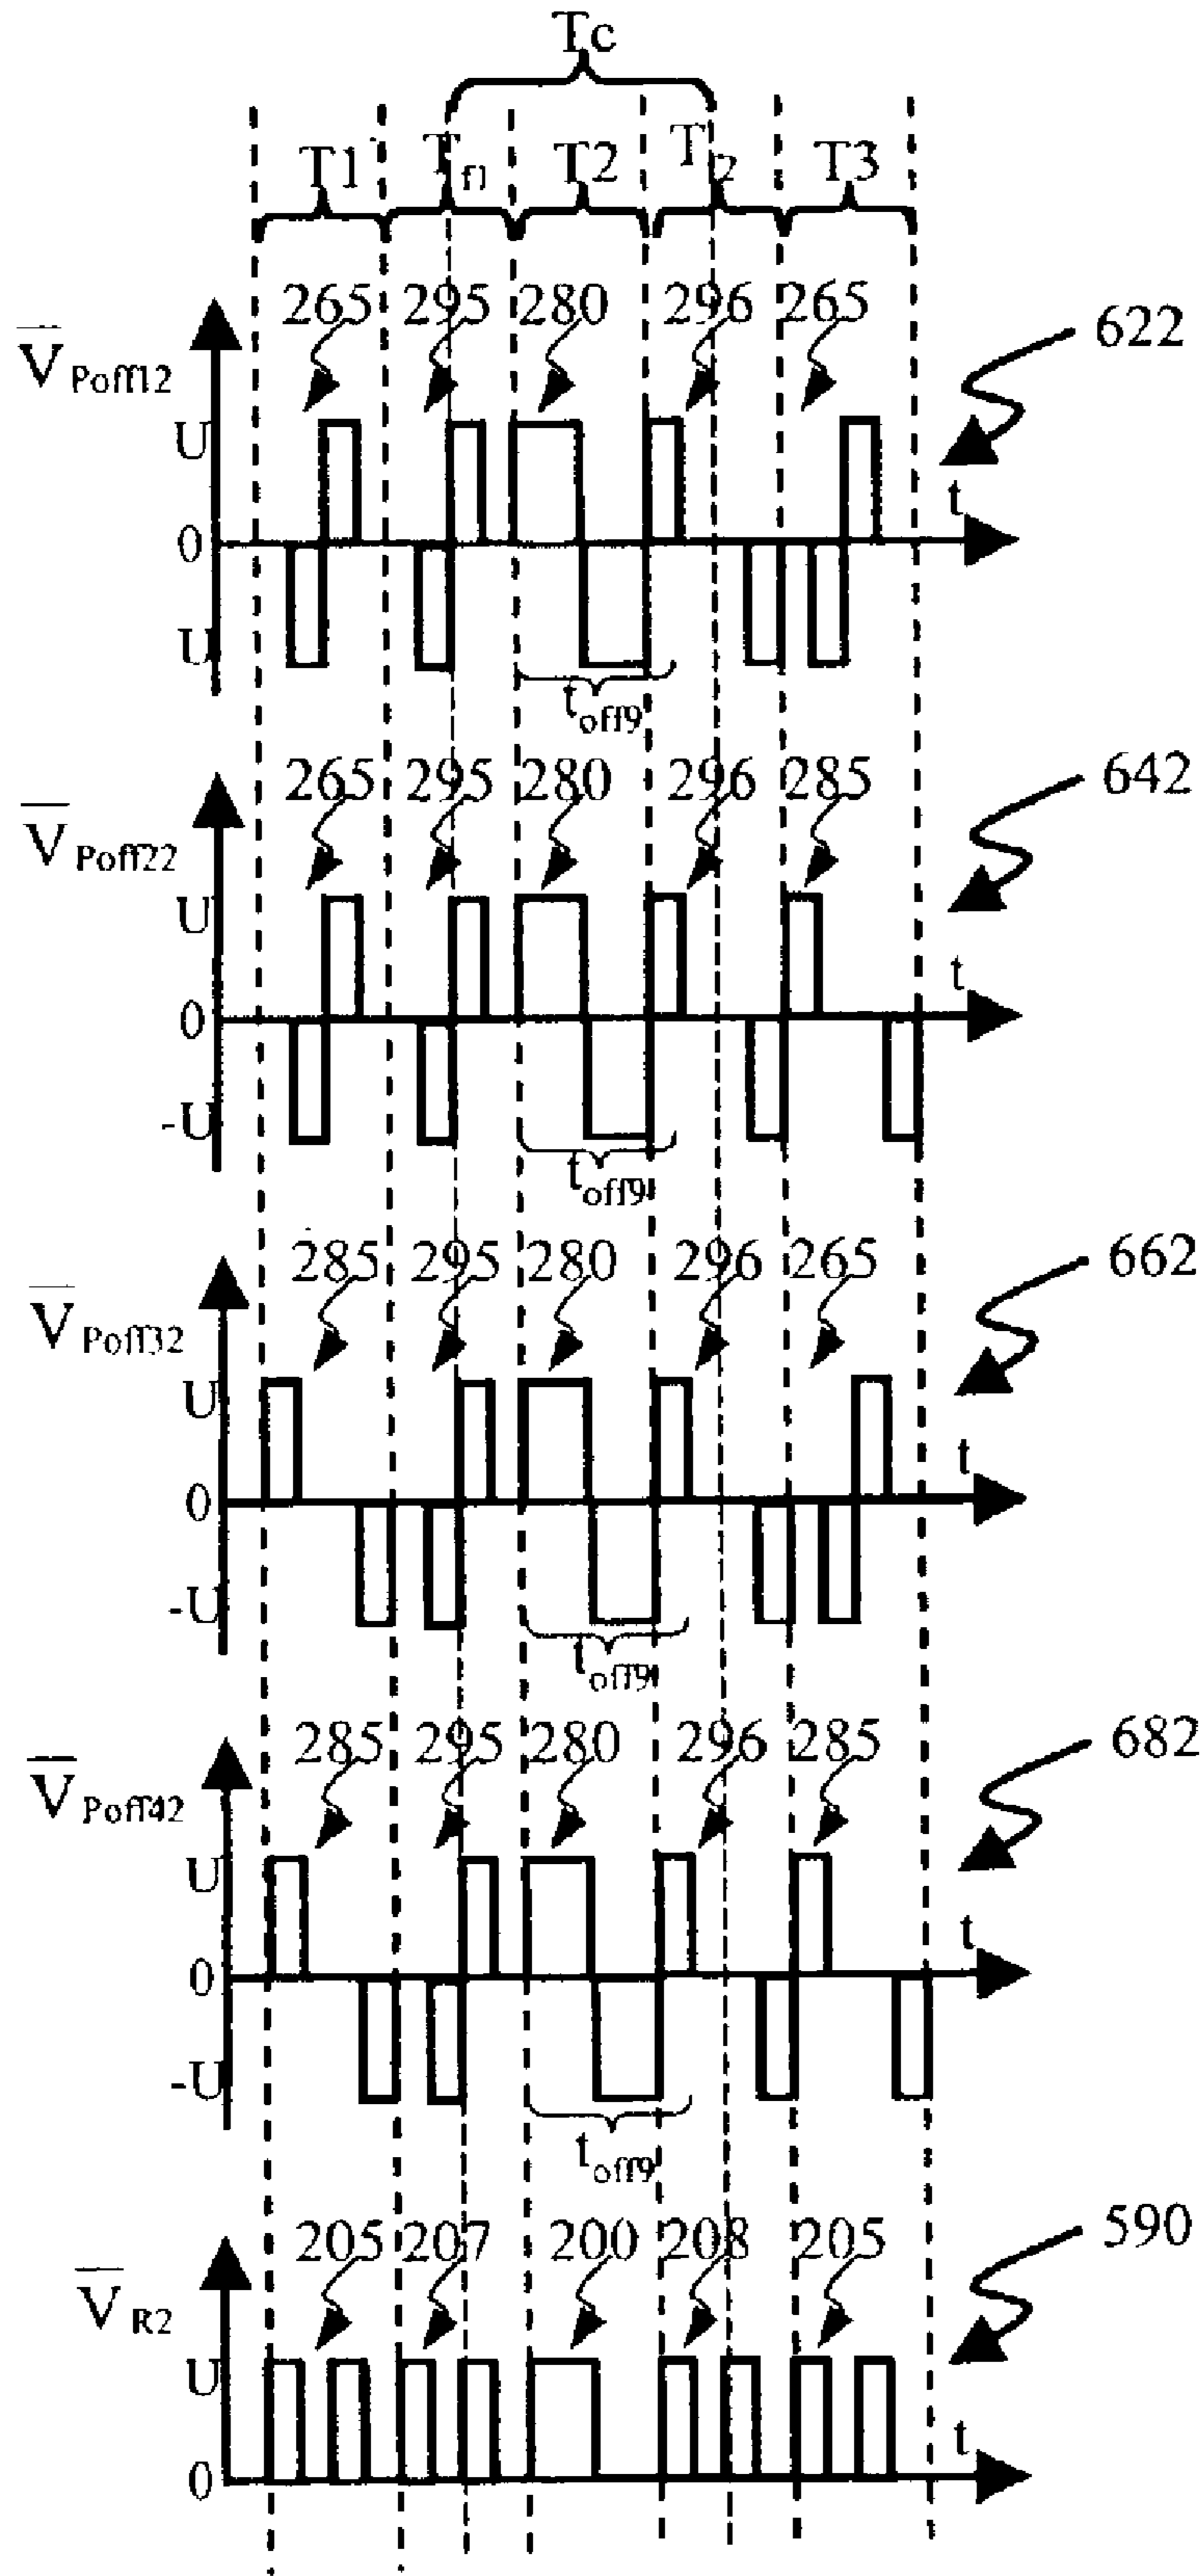 Tc
T1 Tf1 T2 T2 T3
265 295 280 296 265 622
V̅Poff12
U
t
0
U
toff9
265 295 280 296 285 642
V̅Poff22
U
t
0
-U
toff9
285 295 280 296 265 662
V̅Poff32
U
t
0
-U
toff9
285 295 280 296 285 682
V̅Poff42
U
t
0
-U
toff9
205 207 200 208 205 590
V̅R2
U
t
0